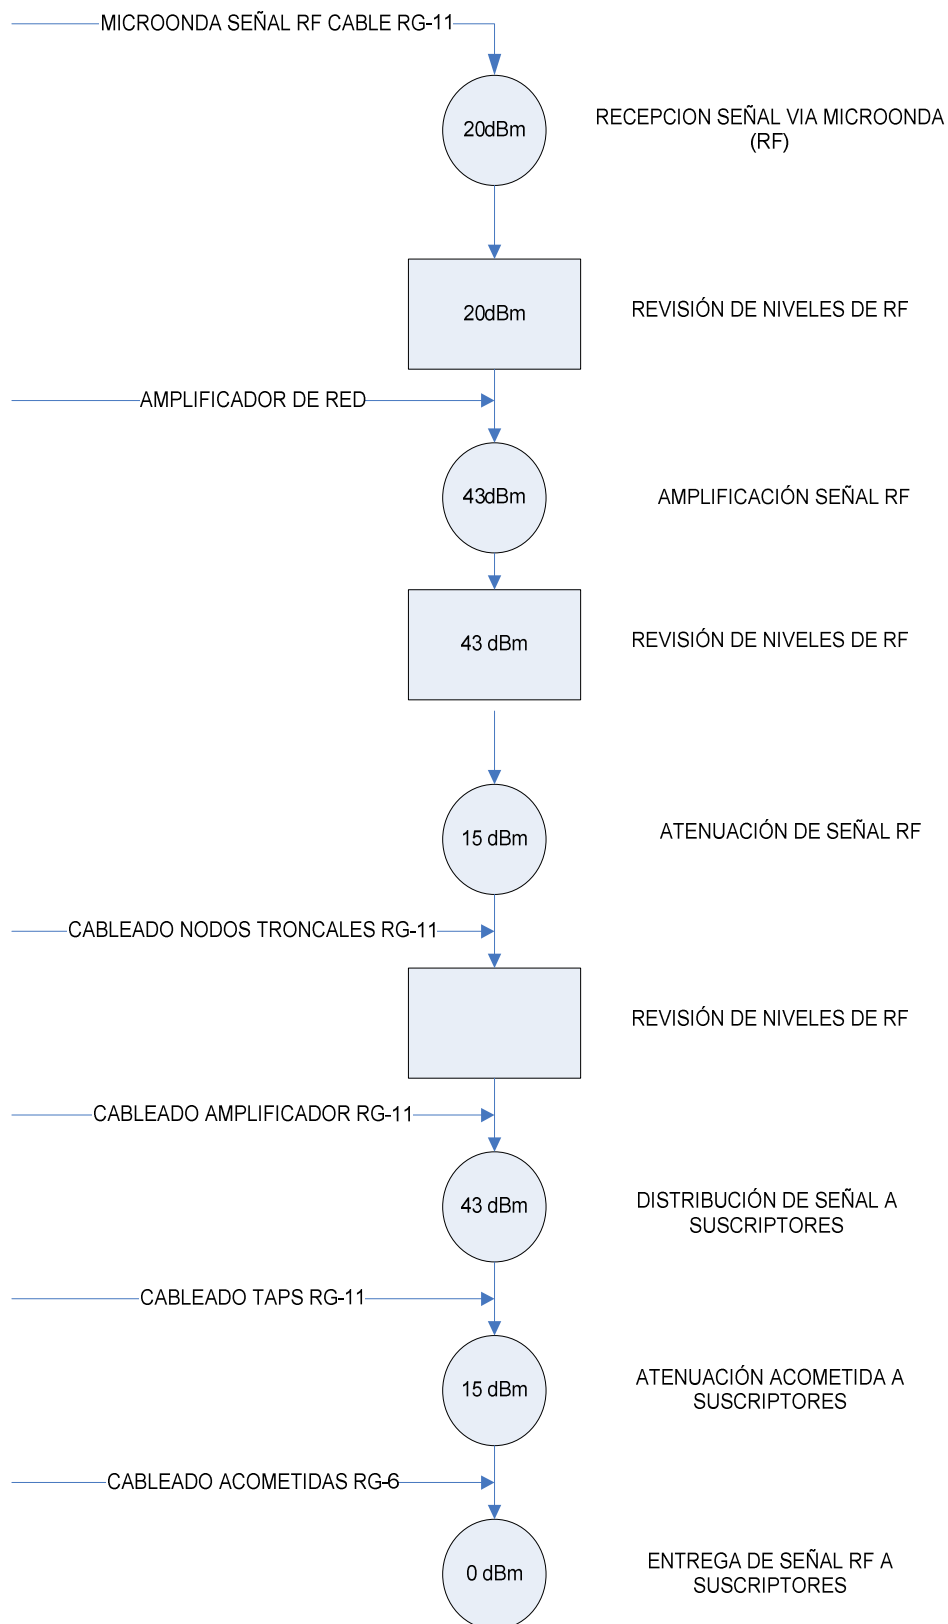 MICROONDA SEÑAL RF CABLE RG-11
20dBm
RECEPCION SEÑAL VIA MICROONDA
(RF)
20dBm
REVISIÓN DE NIVELES DE RF
AMPLIFICADOR DE RED
43dBm
AMPLIFICACIÓN SEÑAL RF
43 dBm
REVISIÓN DE NIVELES DE RF
15 dBm
ATENUACIÓN DE SEÑAL RF
CABLEADO NODOS TRONCALES RG-11
REVISIÓN DE NIVELES DE RF
CABLEADO AMPLIFICADOR RG-11
43 dBm
DISTRIBUCIÓN DE SEÑAL A
SUSCRIPTORES
CABLEADO TAPS RG-11
15 dBm
ATENUACIÓN ACOMETIDA A
SUSCRIPTORES
CABLEADO ACOMETIDAS RG-6
0 dBm
ENTREGA DE SEÑAL RF A
SUSCRIPTORES